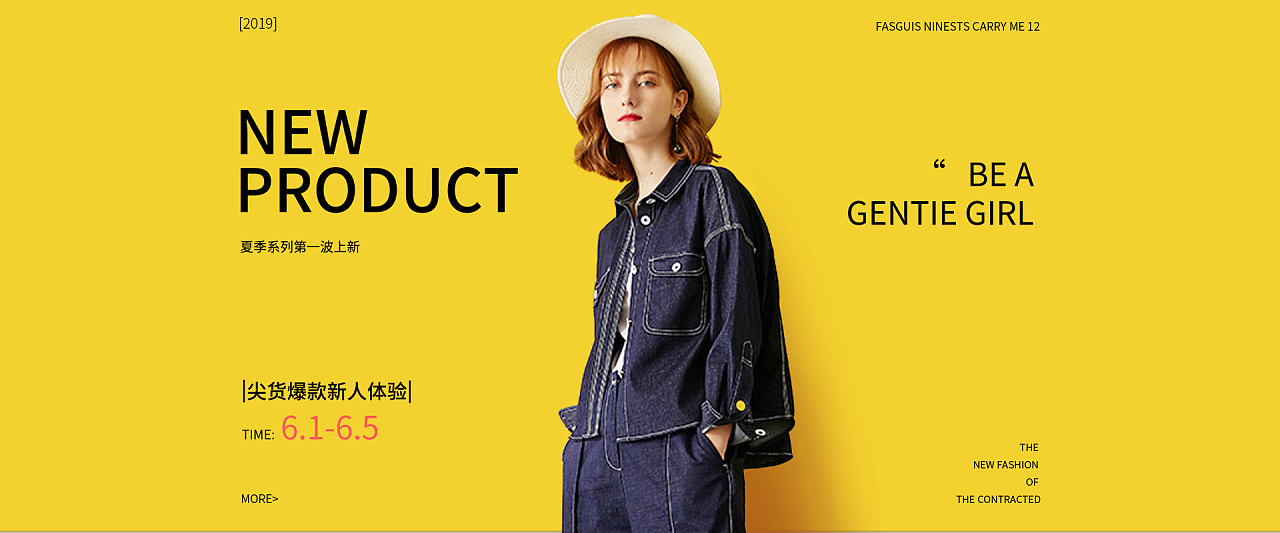 [2019]
FASGUIS NINESTS CARRY ME 12
NEW
PRODUCT
夏季系列第一波上新
“ BE A
GENTIE GIRL
|尖货爆款新人体验|
TIME: 6.1-6.5
MORE>
THE
NEW FASHION
OF
THE CONTRACTED